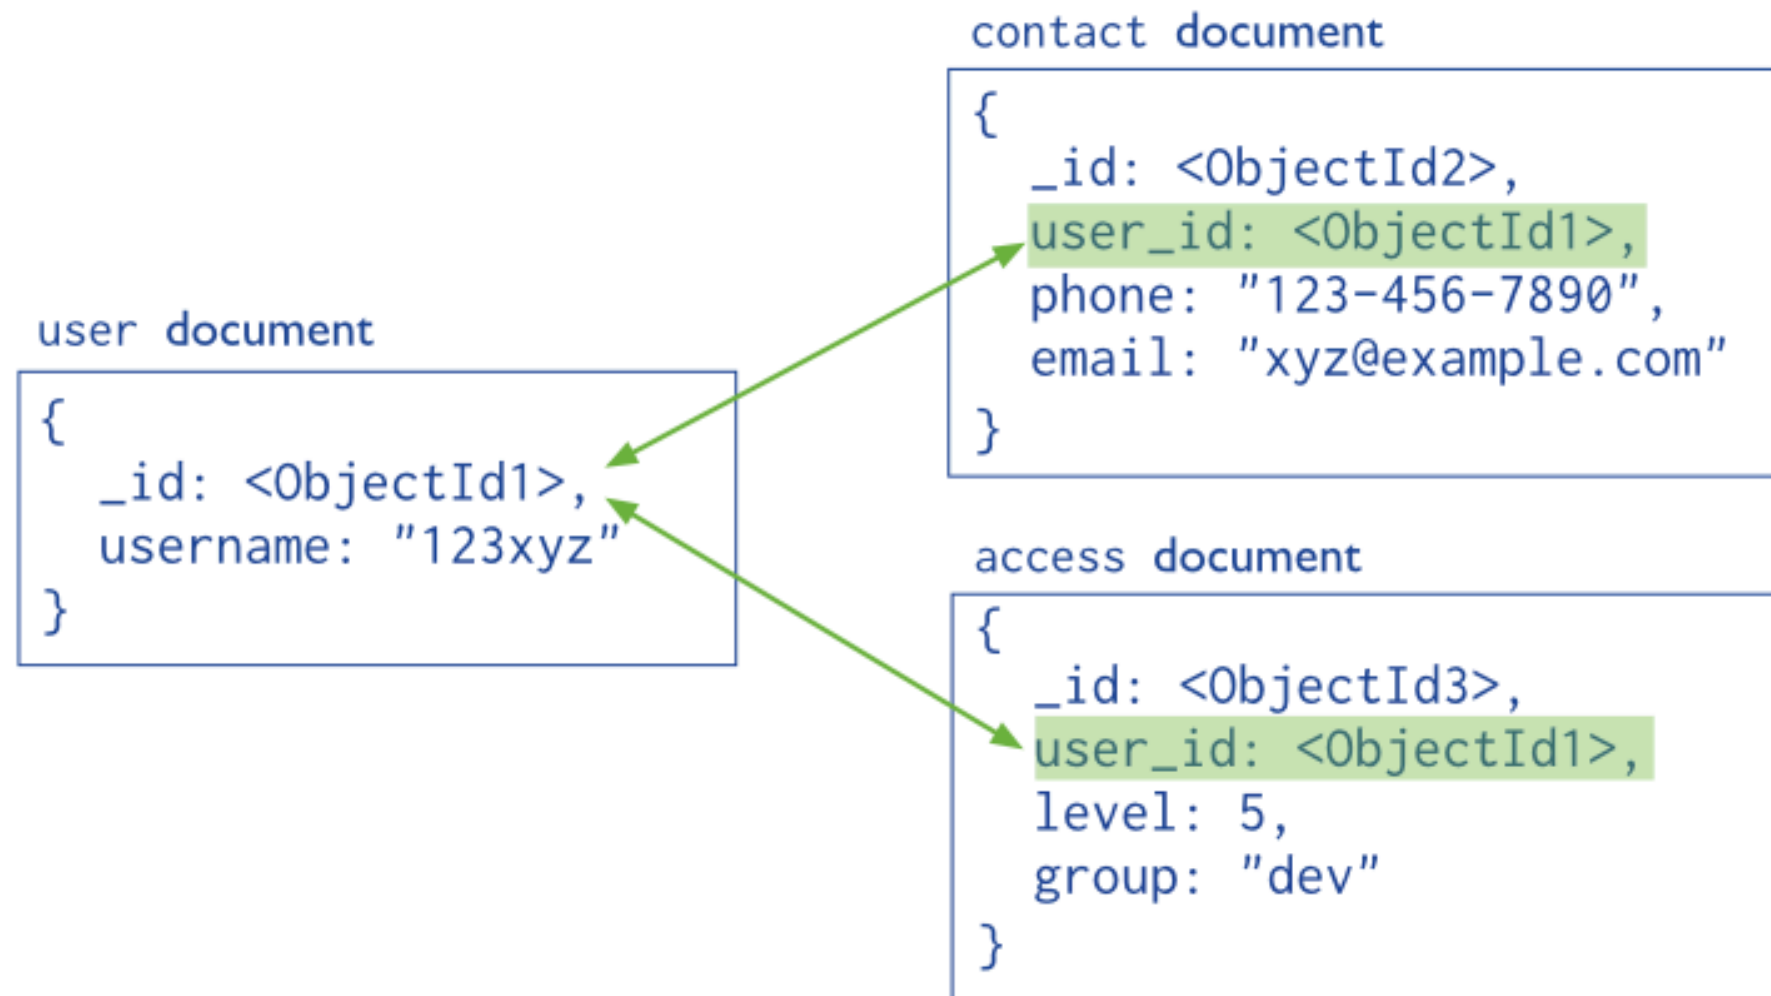 user document
{
_id: <ObjectId1>,
username: "123xyz"
}
contact document
{
_id: <ObjectId2>,
user_id: <ObjectId1>,
phone: "123-456-7890",
email: "xyz@example.com"
}
access document
{
_id: <ObjectId3>,
user_id: <ObjectId1>,
level: 5,
group: "dev"
}